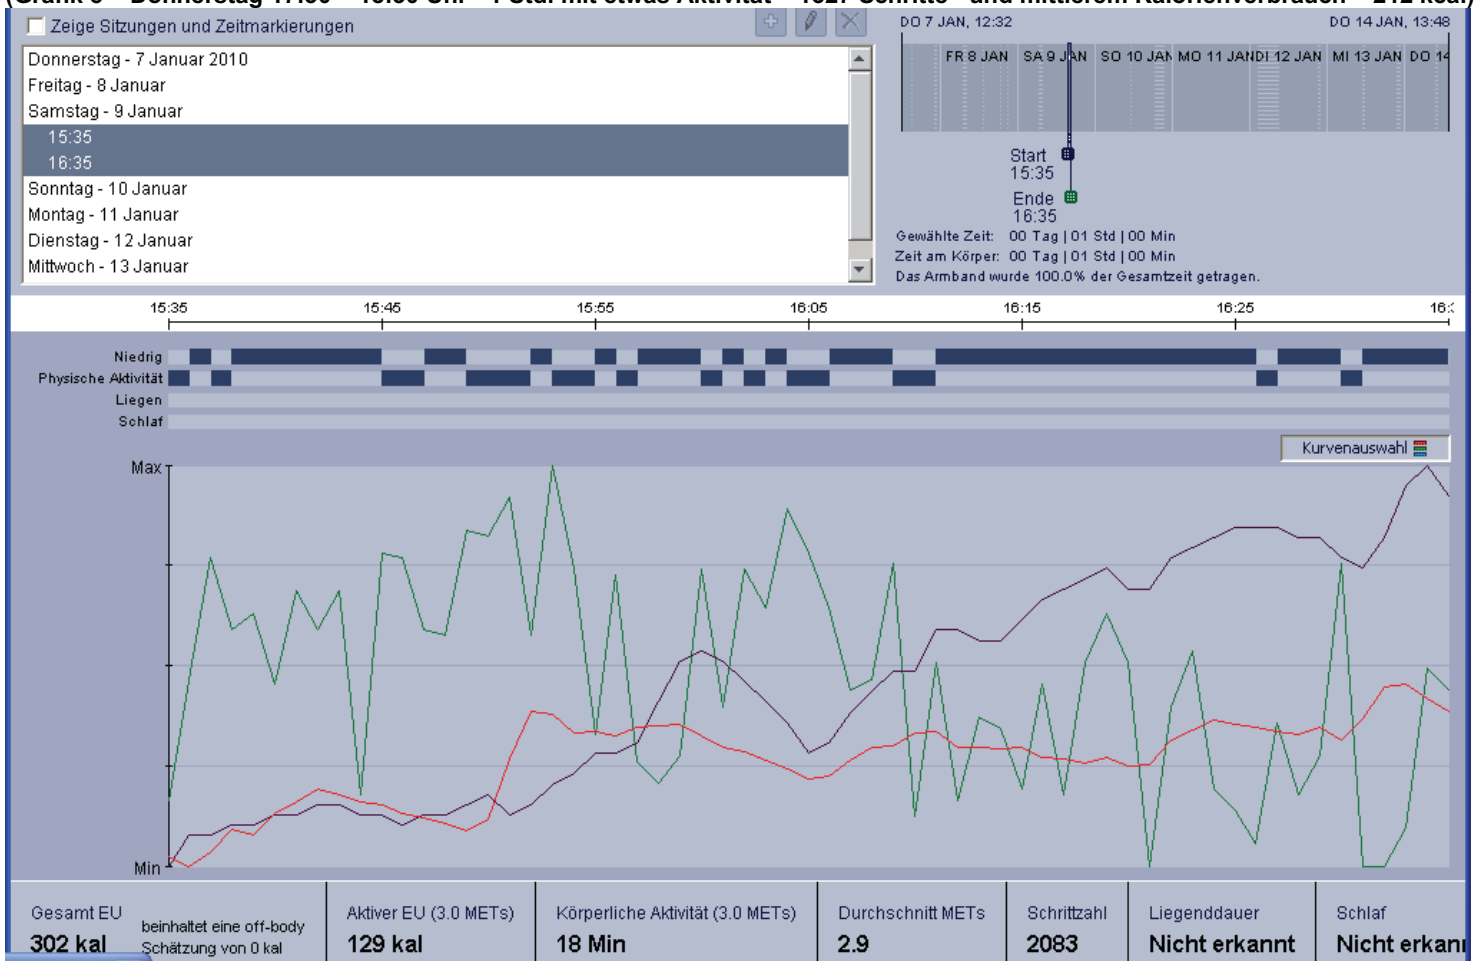 Zeige Sitzungen und Zeitmarkierungen
Donnerstag - 7 Januar 2010
Freitag - 8 Januar
Samstag - 9 Januar
15:35
16:35
Sonntag - 10 Januar
Montag - 11 Januar
Dienstag - 12 Januar
Mittwoch - 13 Januar
DO 7 JAN, 12:32
DO 14 JAN, 13:48
FR 8 JAN SA 9 JAN SO 10 JAN MO 11 JAN DI 12 JAN MI 13 JAN DO 14
Start
15:35
Ende
16:35
Gewählte Zeit: 00 Tag | 01 Std | 00 Min
Zeit am Körper: 00 Tag | 01 Std | 00 Min
Das Armband wurde 100.0% der Gesamtzeit getragen.
15:35 15:45 15:55 16:05 16:15 16:25
Niedrig
Physische Aktivität
Liegen
Schlaf
Kurvenauswahl
Max
Min
Gesamt EU
302 kal
beinhaltet eine off-body
Schätzung von 0 kal
Aktiver EU (3.0 METs)
129 kal
Körperliche Aktivität (3.0 METs)
18 Min
Durchschnitt METs
2.9
Schrittzahl
2083
Liegenddauer
Nicht erkannt
Schlaf
Nicht erkann